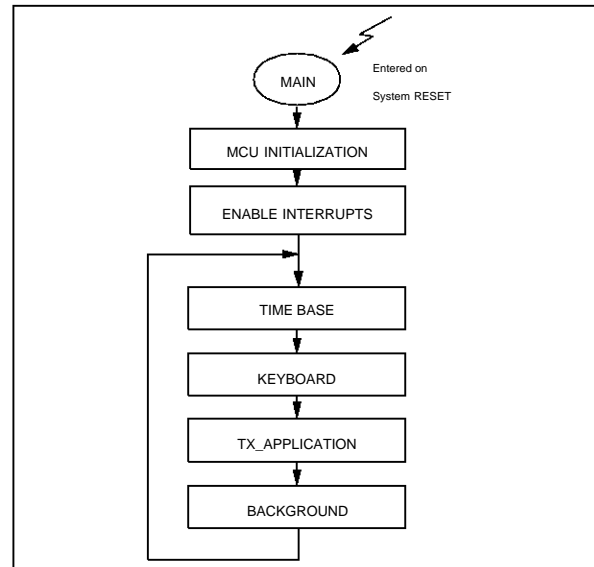 MAIN
Entered on
System RESET
MCU INITIALIZATION
ENABLE INTERRUPTS
TIME BASE
KEYBOARD
TX_APPLICATION
BACKGROUND